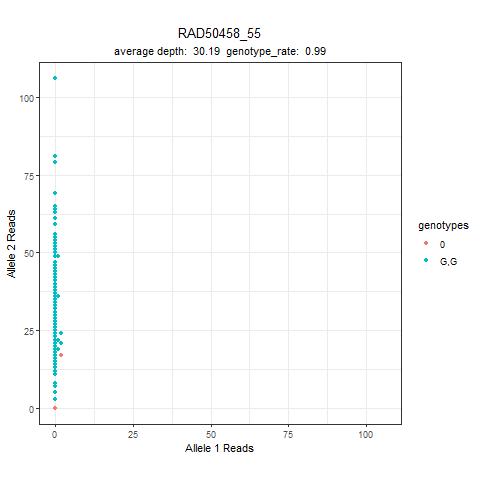 RAD50458_55
average depth:  30.19  genotype_rate:  0.99
100
75
50
25
0
0
25
50
75
100
Allele 2 Reads
Allele 1 Reads
genotypes
0
G,G